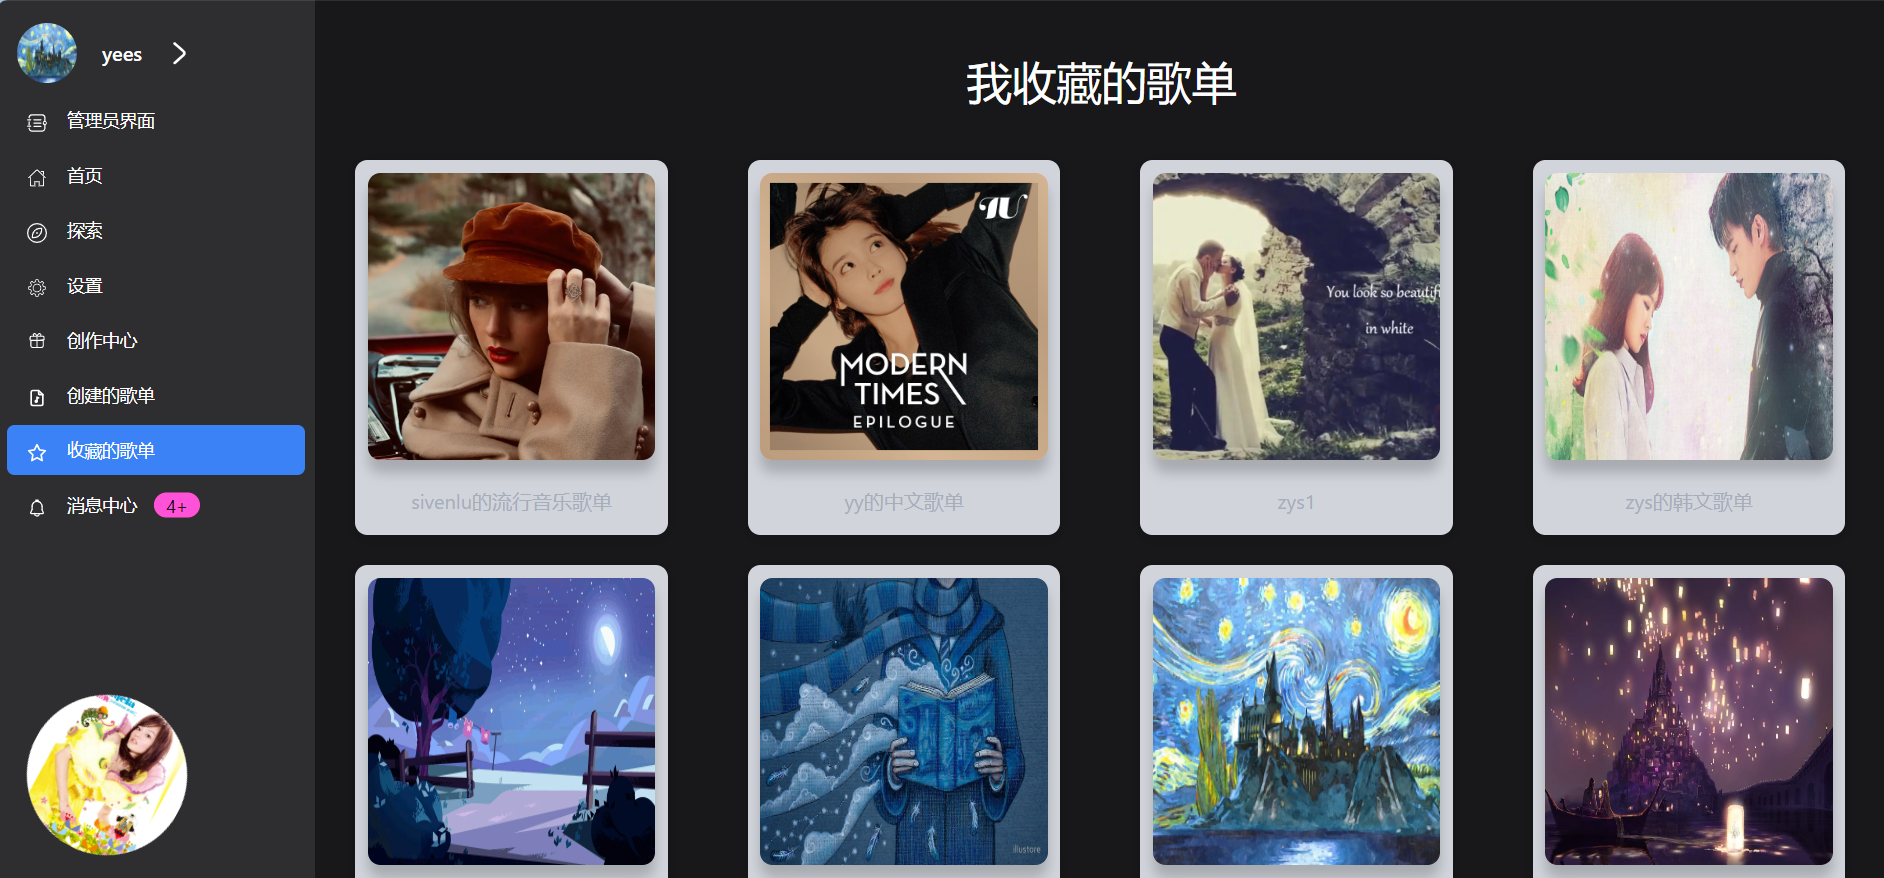 yees
管理员界面
首页
探索
设置
创作中心
创建的歌单
收藏的歌单
消息中心 4+
我收藏的歌单
IU
MODERN
TIMES
EPILOGUE
You look so beautif
in white
sivenlu的流行音乐歌单
yy的中文歌单
zys1
zys的韩文歌单
illustore